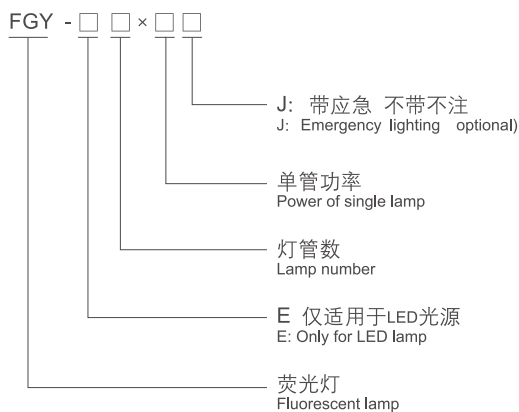 FGY - □ □ × □ □
J: 带应急 不带不注
J: Emergency lighting optional)
单管功率
Power of single lamp
灯管数
Lamp number
E 仅适用于LED光源
E: Only for LED lamp
荧光灯
Fluorescent lamp